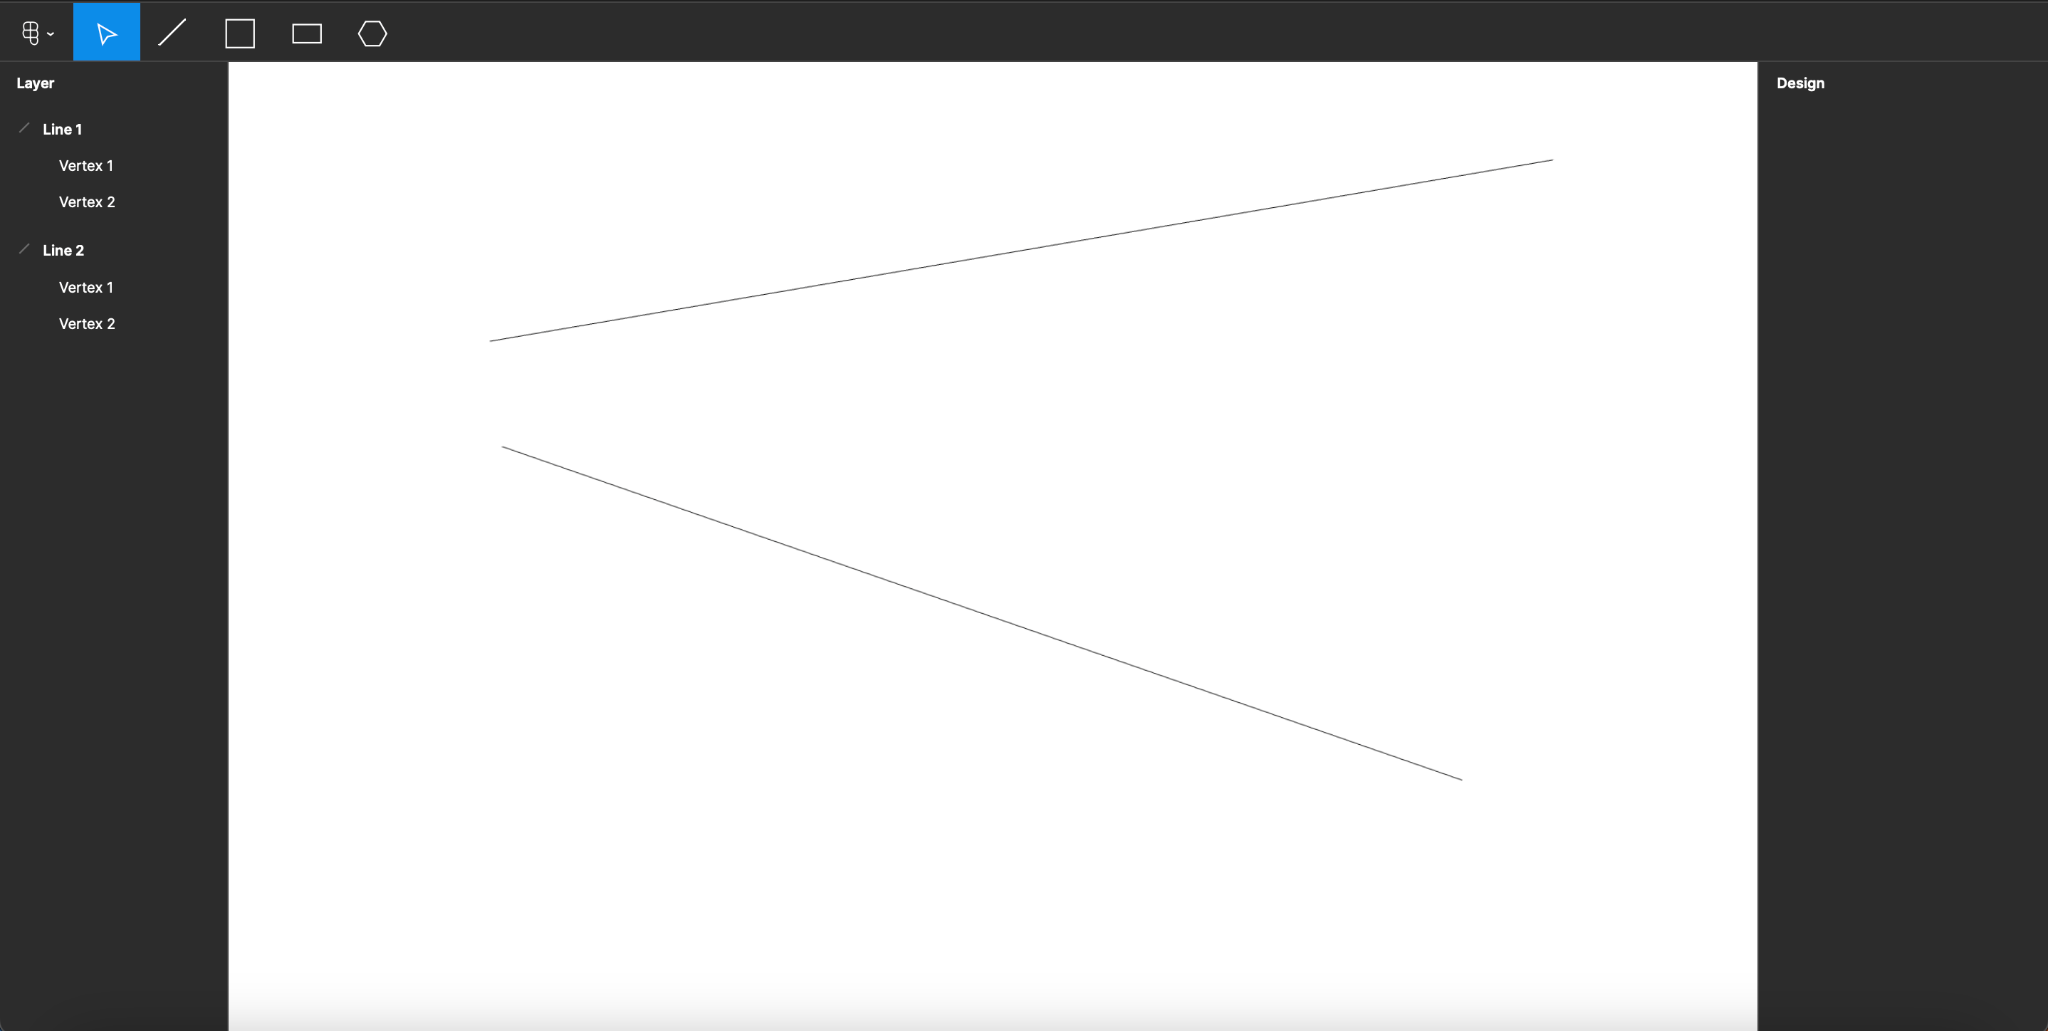 Layer
Line 1
Vertex 1
Vertex 2
Line 2
Vertex 1
Vertex 2
Design